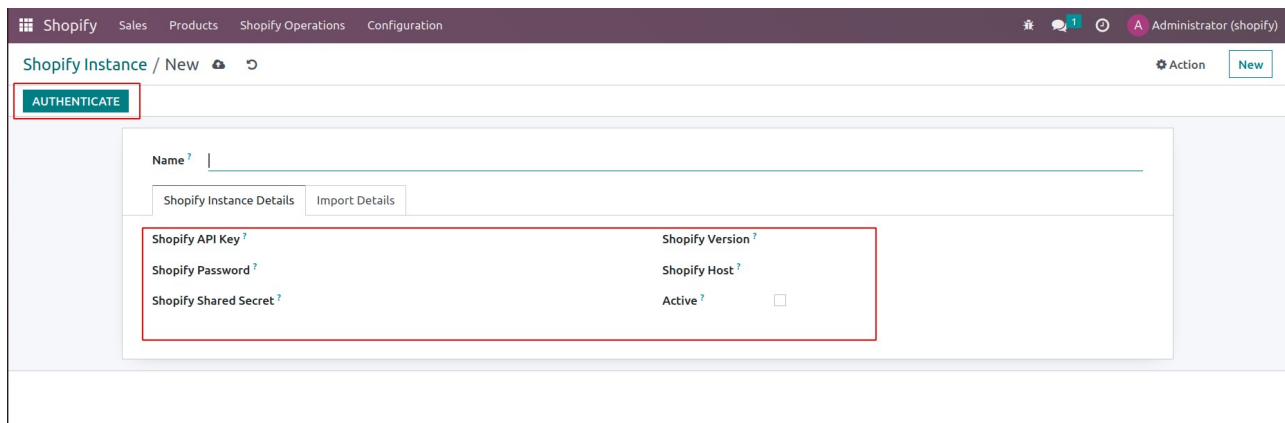 Shopify Sales Products Shopify Operations Configuration 1 A Administrator (shopify)
Shopify Instance / New Action New
AUTHENTICATE
Name ?
Shopify Instance Details Import Details
Shopify API Key ? Shopify Version ?
Shopify Password ? Shopify Host ?
Shopify Shared Secret ? Active ?